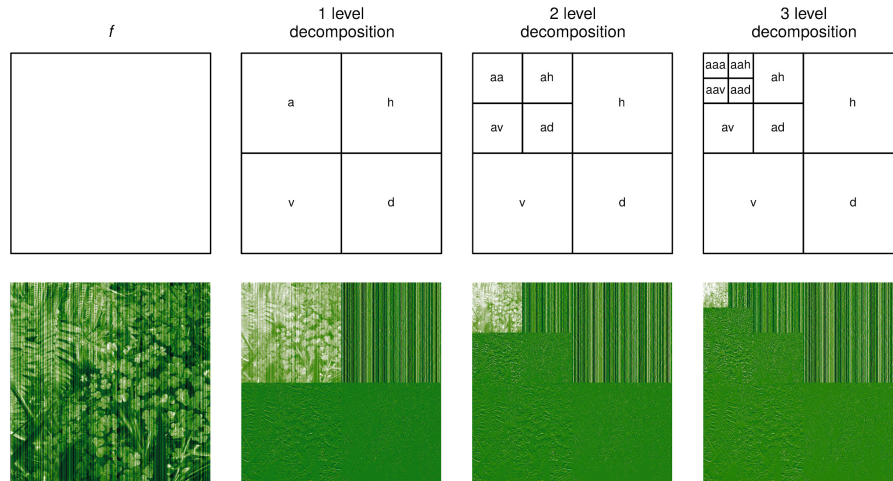 f
1 level
decomposition
2 level
decomposition
3 level
decomposition
a h
v d
aa ah
av ad
h
v d
aaa aah
aav aad
ah
av ad
h
v d